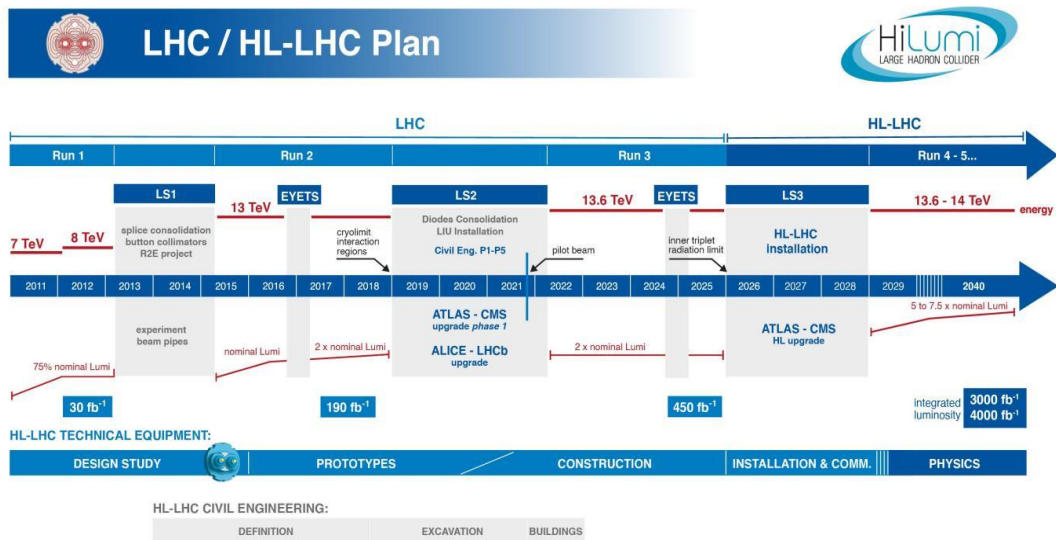 LHC / HL-LHC Plan
HiLumi
LARGE HADRON COLLIDER
LHC
HL-LHC
Run 1
Run 2
Run 3
Run 4 - 5...
LS1
EYETS
LS2
EYETS
LS3
13 TeV
13.6 TeV
13.6 - 14 TeV
energy
Diodes Consolidation
LIU Installation
Civil Eng. P1-P5
splice consolidation
button collimators
R2E project
7 TeV
8 TeV
cryolimit
interaction
regions
pilot beam
inner triplet
radiation limit
HL-LHC
installation
2011
2012
2013
2014
2015
2016
2017
2018
2019
2020
2021
2022
2023
2024
2025
2026
2027
2028
2029
2040
5 to 7.5 x nominal Lumi
ATLAS - CMS
upgrade phase 1
ALICE - LHCb
upgrade
ATLAS - CMS
HL upgrade
experiment
beam pipes
75% nominal Lumi
nominal Lumi
2 x nominal Lumi
2 x nominal Lumi
30 fb-1
190 fb-1
450 fb-1
integrated
luminosity
3000 fb-1
4000 fb-1
HL-LHC TECHNICAL EQUIPMENT:
DESIGN STUDY
PROTOTYPES
CONSTRUCTION
INSTALLATION & COMM.
PHYSICS
HL-LHC CIVIL ENGINEERING:
DEFINITION
EXCAVATION
BUILDINGS